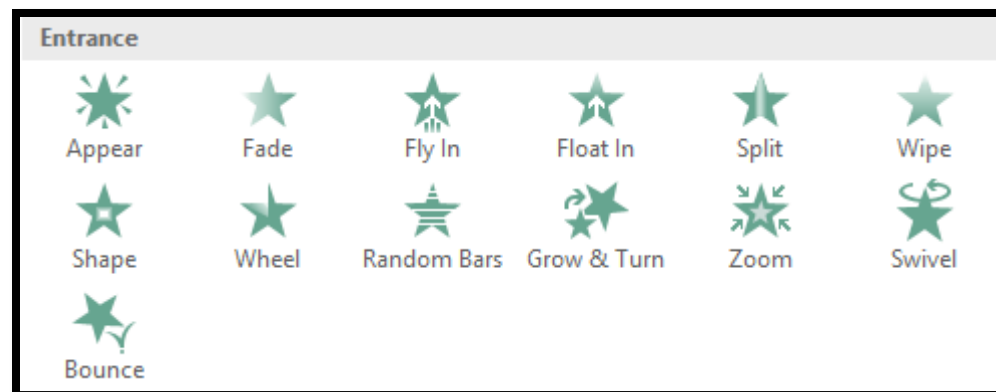 Entrance
Appear Fade Fly In Float In Split Wipe
Shape Wheel Random Bars Grow & Turn Zoom Swivel
Bounce